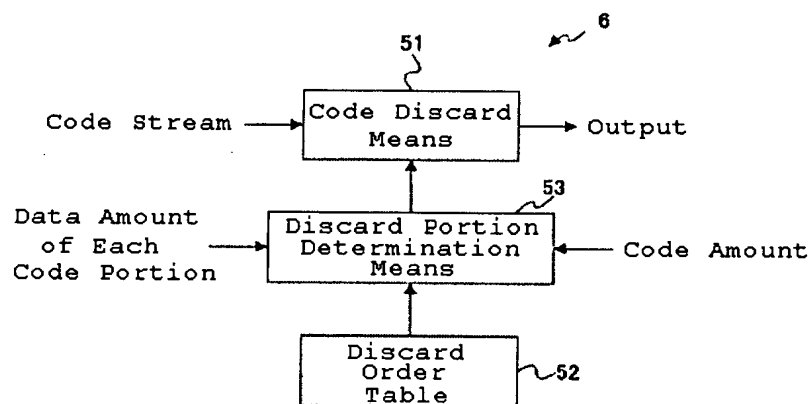 6
51
Code Stream
Code Discard
Means
Output
53
Data Amount
of Each
Code Portion
Discard Portion
Determination
Means
Code Amount
Discard
Order
Table
52